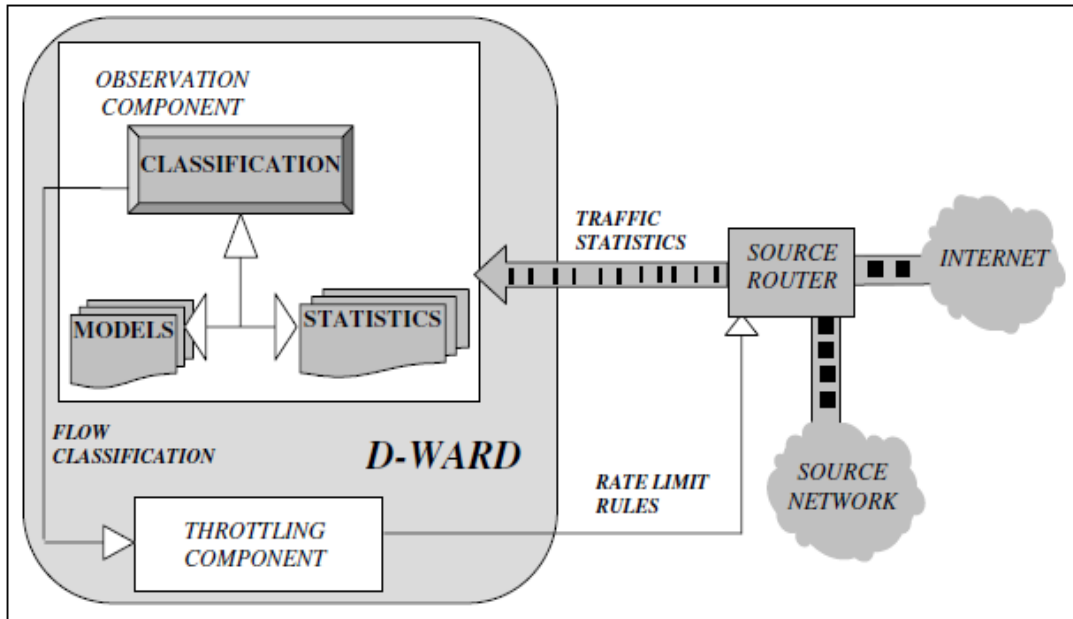 OBSERVATION
COMPONENT
CLASSIFICATION
MODELS
STATISTICS
TRAFFIC
STATISTICS
SOURCE
ROUTER
INTERNET
FLOW
CLASSIFICATION
D-WARD
RATE LIMIT
RULES
SOURCE
NETWORK
THROTTLING
COMPONENT